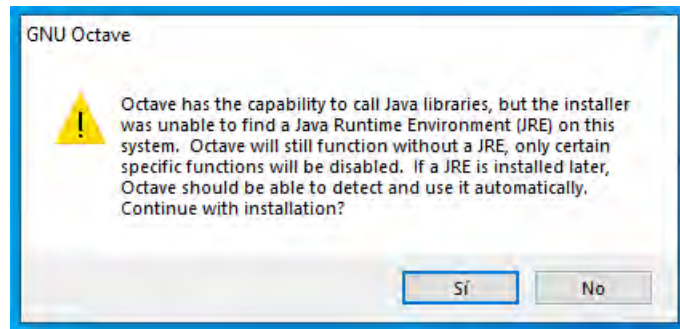 GNU Octave
Octave has the capability to call Java libraries, but the installer
was unable to find a Java Runtime Environment (JRE) on this
system.  Octave will still function without a JRE, only certain
specific functions will be disabled.  If a JRE is installed later,
Octave should be able to detect and use it automatically.
Continue with installation?
Sí
No